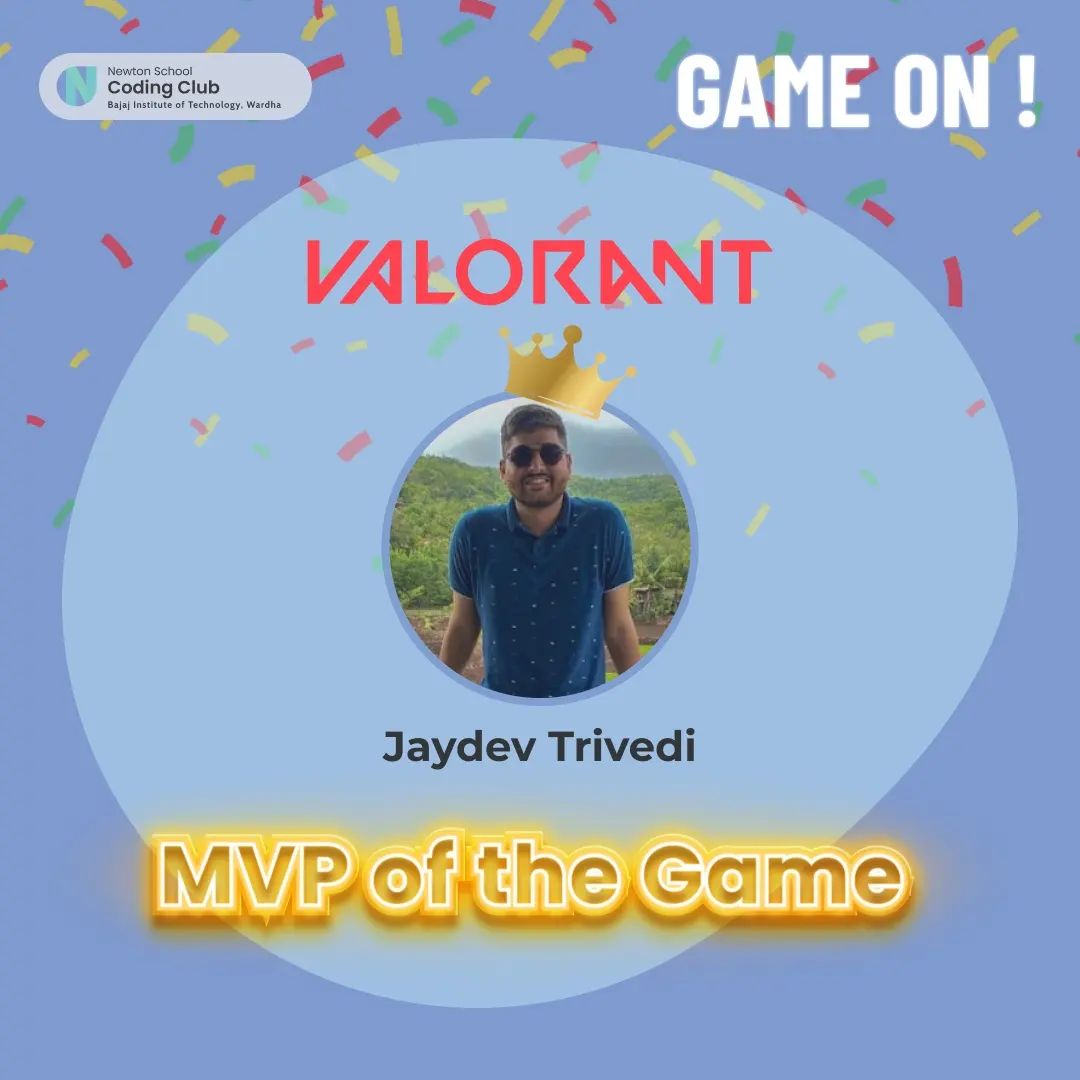 Newton School
Coding Club
Bajaj Institute of Technology, Wardha
GAME ON !
VALORANT
Jaydev Trivedi
MVP of the Game